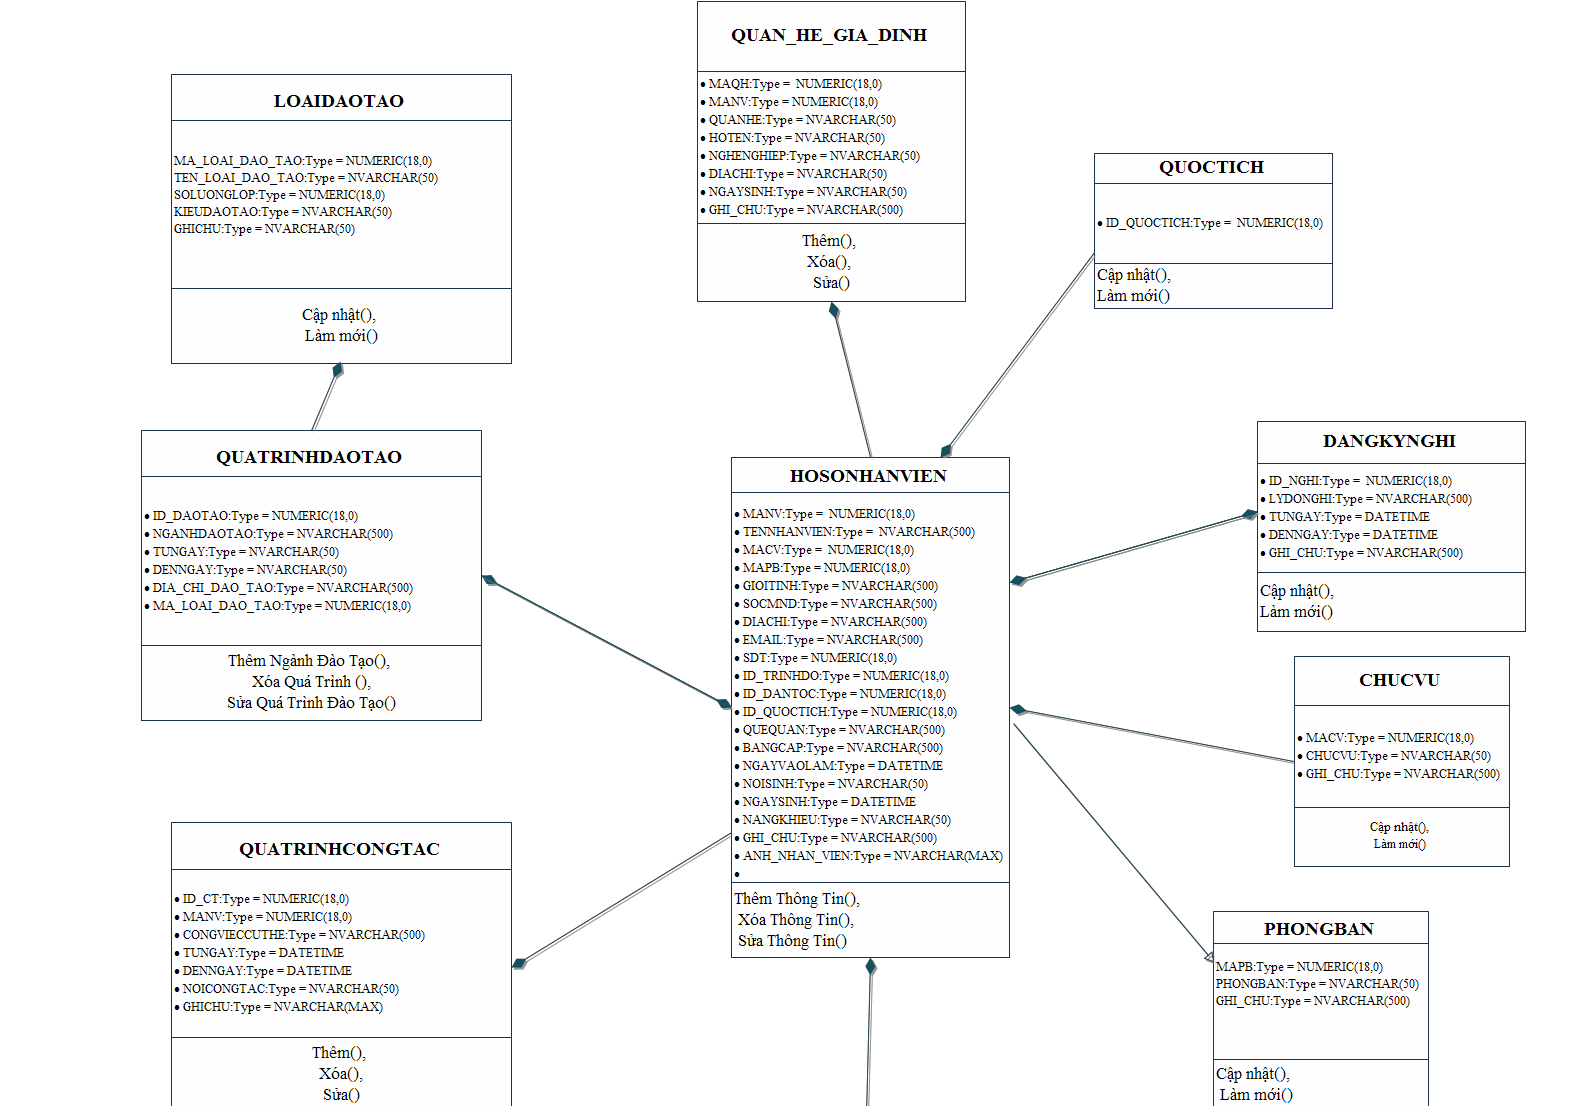 QUAN_HE_GIA_DINH
• MAQH:Type =  NUMERIC(18,0)
• MANV:Type = NUMERIC(18,0)
• QUANHE:Type = NVARCHAR(50)
• HOTEN:Type = NVARCHAR(50)
• NGHENGHIEP:Type = NVARCHAR(50)
• DIACHI:Type = NVARCHAR(50)
• NGAYSINH:Type = NVARCHAR(50)
• GHI_CHU:Type = NVARCHAR(500)
Thêm(),
Xóa(),
Sửa()
LOAIDAOTAO
MA_LOAI_DAO_TAO:Type = NUMERIC(18,0)
TEN_LOAI_DAO_TAO:Type = NVARCHAR(50)
SOLUONGLOP:Type = NUMERIC(18,0)
KIEUDAOTAO:Type = NVARCHAR(50)
GHICHU:Type = NVARCHAR(50)
Cập nhật(),
Làm mới()
QUOCTICH
• ID_QUOCTICH:Type =  NUMERIC(18,0)
Cập nhật(),
Làm mới()
QUATRINHDAOTAO
• ID_DAOTAO:Type = NUMERIC(18,0)
• NGANHDAOTAO:Type = NVARCHAR(500)
• TUNGAY:Type = NVARCHAR(50)
• DENNGAY:Type = NVARCHAR(50)
• DIA_CHI_DAO_TAO:Type = NVARCHAR(500)
• MA_LOAI_DAO_TAO:Type = NUMERIC(18,0)
Thêm Ngành Đào Tạo(),
Xóa Quá Trình (),
Sửa Quá Trình Đào Tạo()
HOSONHANVIEN
• MANV:Type =  NUMERIC(18,0)
• TENNHANVIEN:Type =  NVARCHAR(500)
• MACV:Type =  NUMERIC(18,0)
• MAPB:Type = NUMERIC(18,0)
• GIOITINH:Type = NVARCHAR(500)
• SOCMND:Type = NVARCHAR(500)
• DIACHI:Type = NVARCHAR(500)
• EMAIL:Type = NVARCHAR(500)
• SDT:Type = NUMERIC(18,0)
• ID_TRINHDO:Type = NUMERIC(18,0)
• ID_DANTOC:Type = NUMERIC(18,0)
• ID_QUOCTICH:Type = NUMERIC(18,0)
• QUEQUAN:Type = NVARCHAR(500)
• BANGCAP:Type = NVARCHAR(500)
• NGAYVAOLAM:Type = DATETIME
• NOISINH:Type = NVARCHAR(50)
• NGAYSINH:Type = DATETIME
• NANGKHIEU:Type = NVARCHAR(50)
• GHI_CHU:Type = NVARCHAR(500)
• ANH_NHAN_VIEN:Type = NVARCHAR(MAX)
•
Thêm Thông Tin(),
Xóa Thông Tin(),
Sửa Thông Tin()
DANGKYNGHI
• ID_NGHI:Type =  NUMERIC(18,0)
• LYDONGHI:Type = NVARCHAR(500)
• TUNGAY:Type = DATETIME
• DENNGAY:Type = DATETIME
• GHI_CHU:Type = NVARCHAR(500)
Cập nhật(),
Làm mới()
CHUCVU
• MACV:Type = NUMERIC(18,0)
• CHUCVU:Type = NVARCHAR(50)
• GHI_CHU:Type = NVARCHAR(500)
Cập nhật(),
Làm mới()
QUATRINHCONGTAC
• ID_CT:Type = NUMERIC(18,0)
• MANV:Type = NUMERIC(18,0)
• CONGVIECCUTHE:Type = NVARCHAR(500)
• TUNGAY:Type = DATETIME
• DENNGAY:Type = DATETIME
• NOICONGTAC:Type = NVARCHAR(50)
• GHICHU:Type = NVARCHAR(MAX)
Thêm(),
Xóa(),
Sửa()
PHONGBAN
MAPB:Type = NUMERIC(18,0)
PHONGBAN:Type = NVARCHAR(50)
GHI_CHU:Type = NVARCHAR(500)
Cập nhật(),
Làm mới()